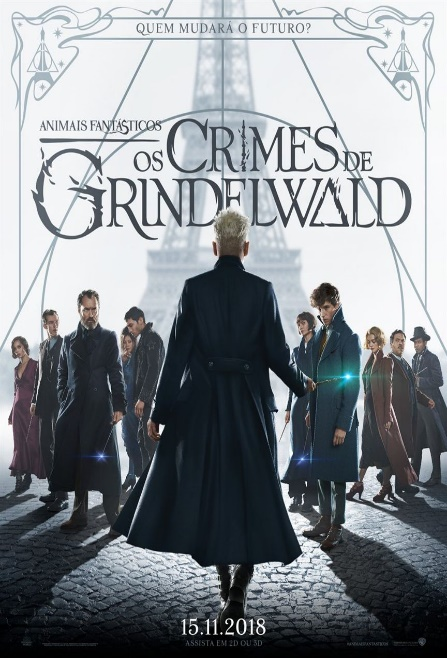 QUEM MUDARÁ O FUTURO?
ANIMAIS FANTÁSTICOS
OS CRIMES DE
GRINDELWALD
15.11.2018
ASSISTA EM 2D OU 3D